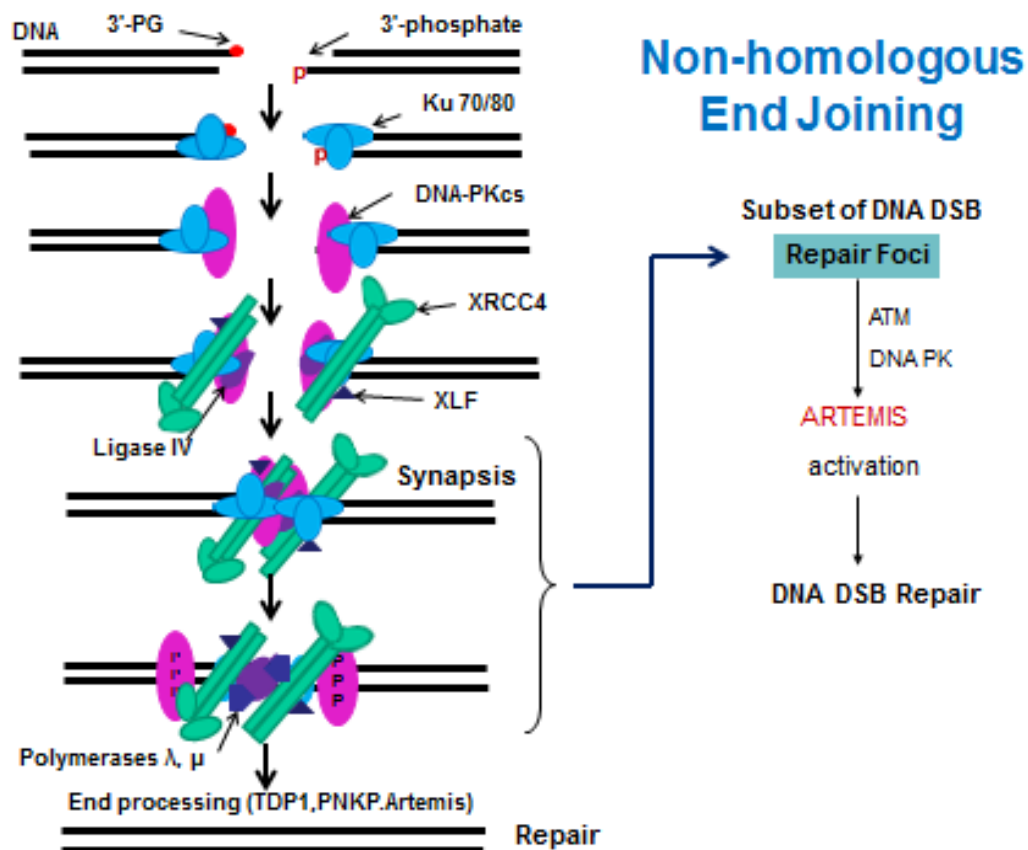 DNA
3'-PG
3'-phosphate
P
Ku 70/80
P
DNA-PKcs
XRCC4
XLF
Ligase IV
Synapsis
P
P
P
P
P
P
Polymerases λ, μ
End processing (TDP1,PNKP.Artemis)
Repair
Non-homologous
End Joining
Subset of DNA DSB
Repair Foci
ATM
DNA PK
ARTEMIS
activation
DNA DSB Repair